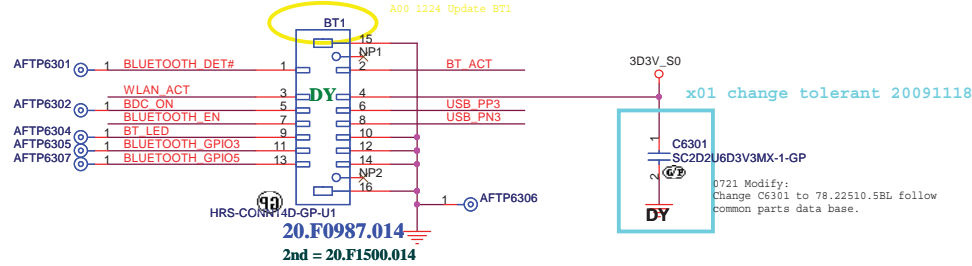 A00 1224 Update BT1
BT1
15
NP1
AFTP6301 1 BLUETOOTH_DET# 1
2 BT_ACT
3D3V_S0
WLAN_ACT 3
DY
4
x01 change tolerant 20091118
AFTP6302 1 BDC_ON 5
6 USB_PP3
BLUETOOTH_EN 7
8 USB_PN3
AFTP6304 1 BT_LED 9
10
AFTP6305 1 BLUETOOTH_GPIO3 11
12
AFTP6307 1 BLUETOOTH_GPIO5 13
14
NP2
16
1 AFTP6306
1
C6301
SC2D2U6D3V3MX-1-GP
2
G/P
DY
0721 Modify:
Change C6301 to 78.22510.5BL follow
common parts data base.
GP
HRS-CONN14D-GP-U1
20.F0987.014
2nd = 20.F1500.014